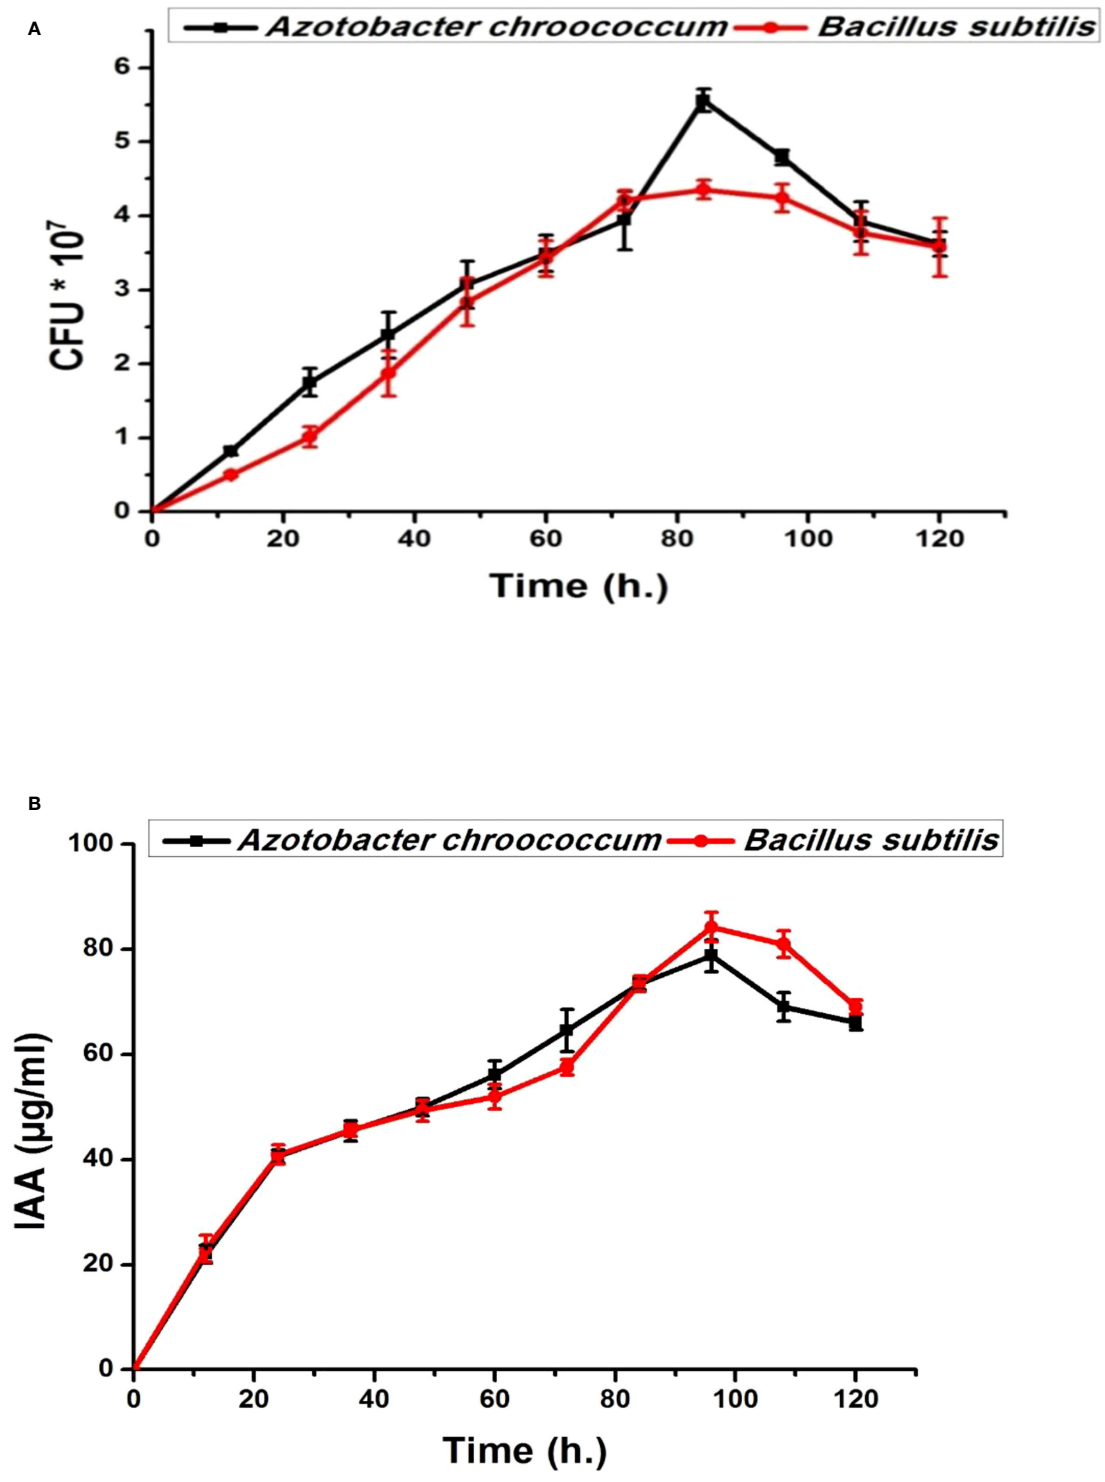 A
Azotobacter chroococcum Bacillus subtilis
6
5
4
3
2
1
0
CFU * 10⁷
0 20 40 60 80 100 120
Time (h.)
B
Azotobacter chroococcum Bacillus subtilis
100
80
60
40
20
0
IAA (µg/ml)
0 20 40 60 80 100 120
Time (h.)